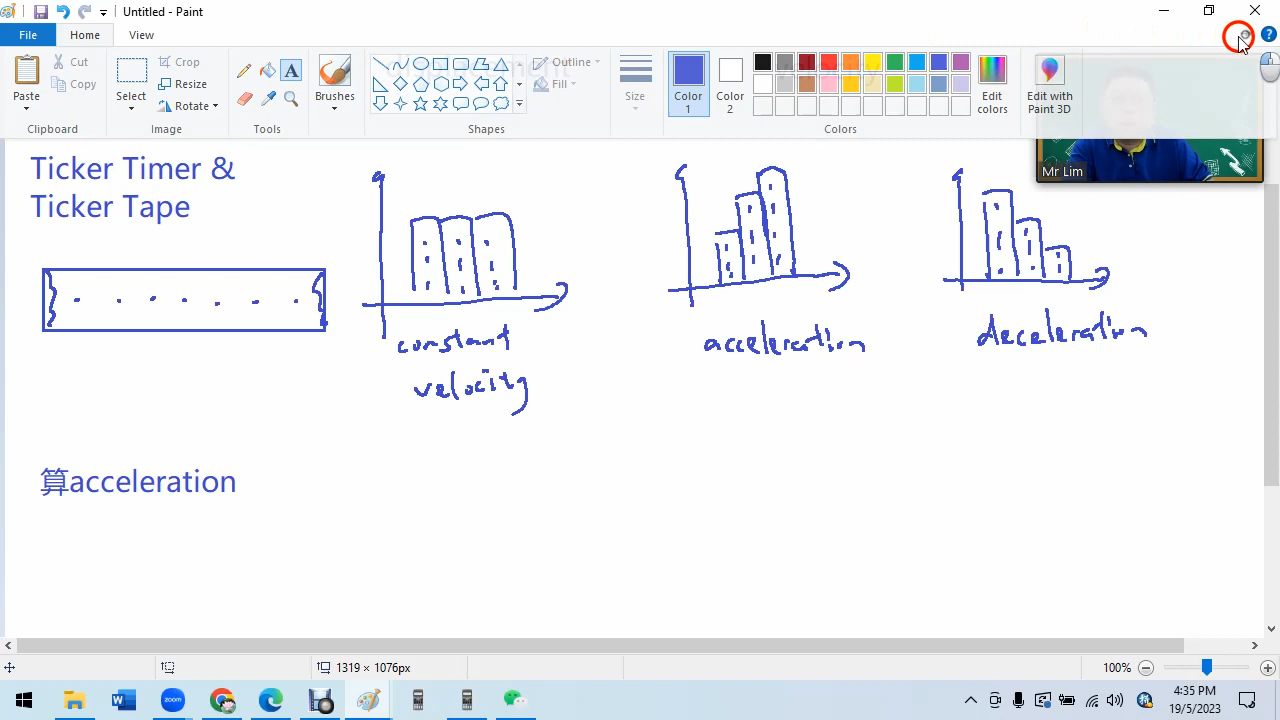 Untitled - Paint
File Home View
Paste
Cut
Copy
Clipboard
Select
Crop
Resize
Rotate
Image
Tools
Brushes
Outline
Fill
Shapes
Size
Color 1
Color 2
Edit colors
Colors
Edit with Paint 3D
Mr Lim
Ticker Timer &
Ticker Tape
constant
velocity
acceleration
deceleration
算acceleration
1319 × 1076px
100%
zoom
4:35 PM
19/5/2023